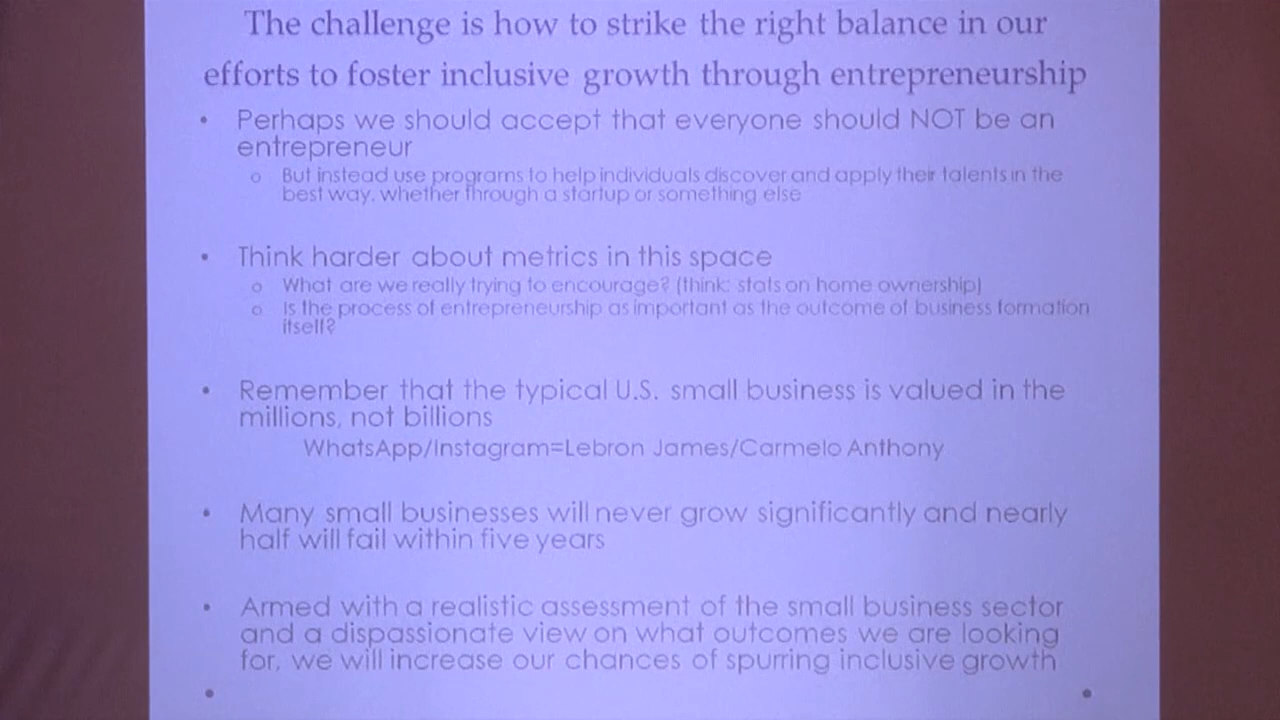 The challenge is how to strike the right balance in our
efforts to foster inclusive growth through entrepreneurship
• Perhaps we should accept that everyone should NOT be an
entrepreneur
o But instead use programs to help individuals discover and apply their talents in the
best way, whether through a startup or something else
• Think harder about metrics in this space
o What are we really trying to encourage? (think: stats on home ownership)
o Is the process of entrepreneurship as important as the outcome of business formation
itself?
• Remember that the typical U.S. small business is valued in the
millions, not billions
WhatsApp/Instagram=Lebron James/Carmelo Anthony
• Many small businesses will never grow significantly and nearly
half will fail within five years
• Armed with a realistic assessment of the small business sector
and a dispassionate view on what outcomes we are looking
for, we will increase our chances of spurring inclusive growth